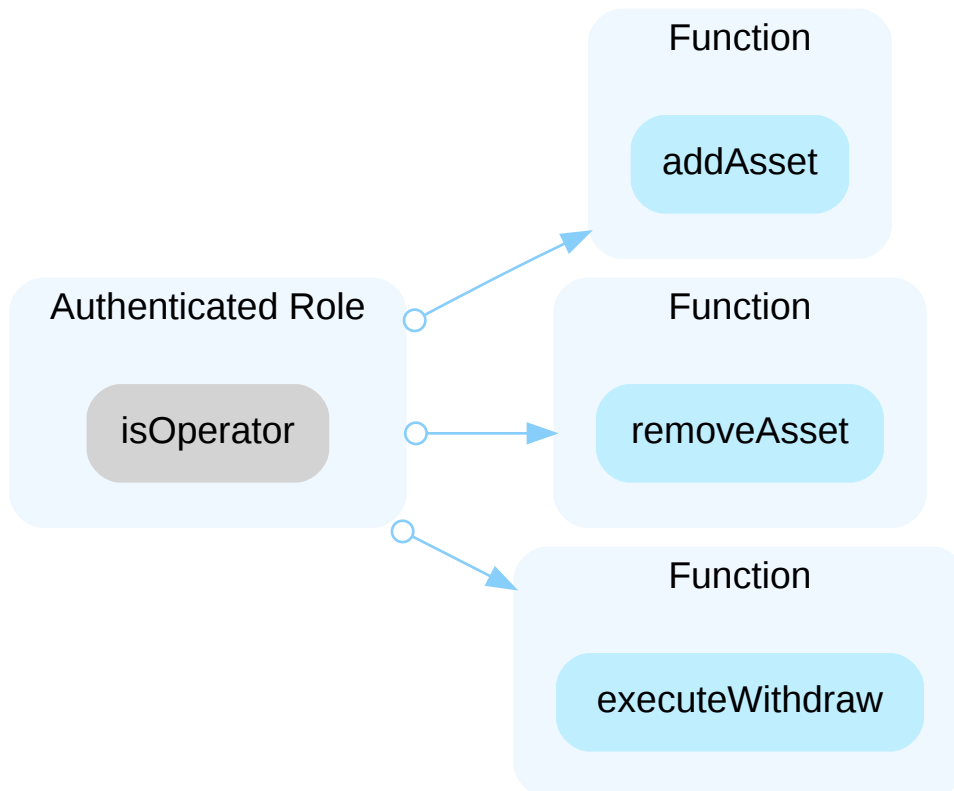 Function
addAsset
Authenticated Role
isOperator
Function
removeAsset
Function
executeWithdraw